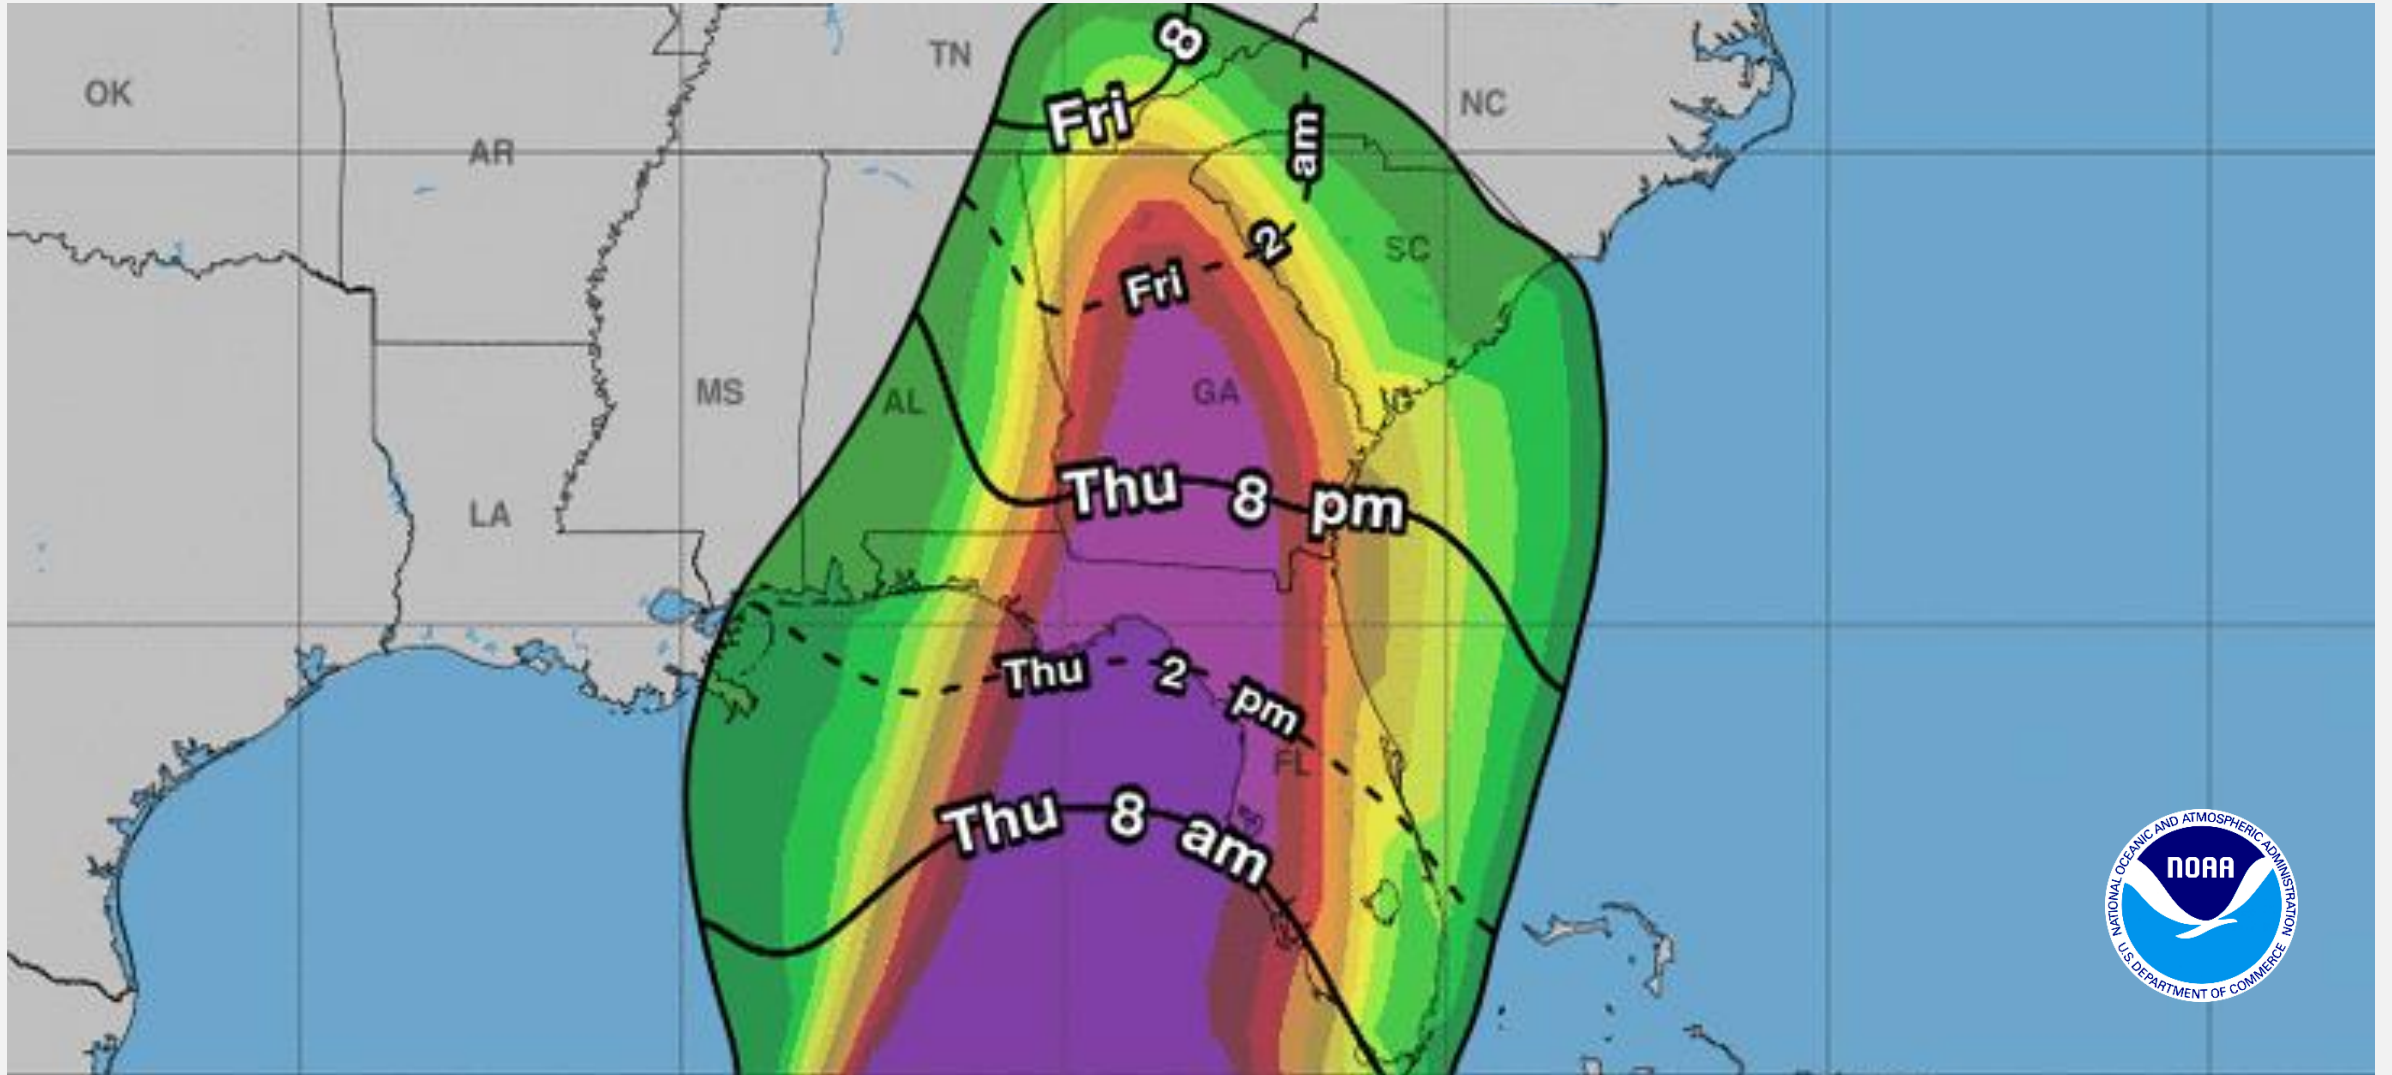 8
TN
OK
NC
Fri
am
AR
2
SC
Fri
MS
AL
GA
Thu 8 pm
LA
Thu 2 pm
FL
Thu 8 am
NATIONAL OCEANIC AND ATMOSPHERIC ADMINISTRATION
NOAA
U.S. DEPARTMENT OF COMMERCE